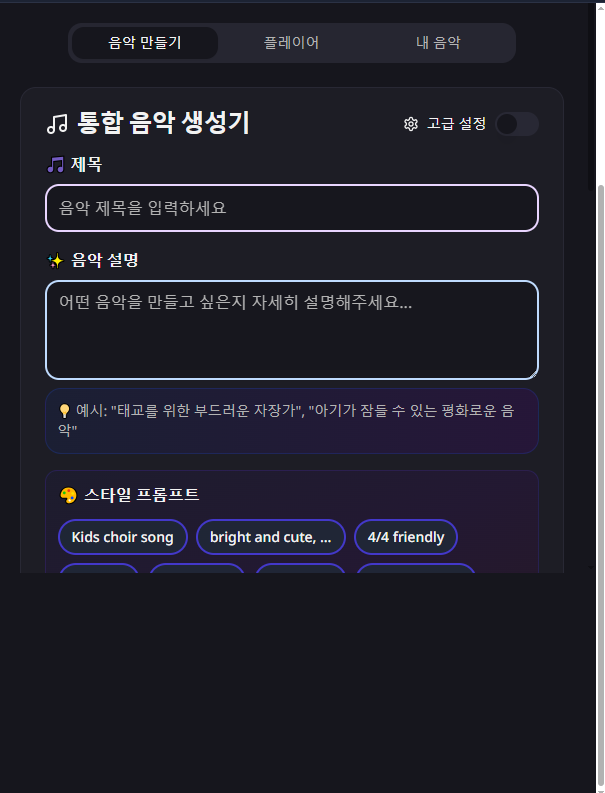 음악 만들기 플레이어 내 음악
통합 음악 생성기 고급 설정
🎵 제목
음악 제목을 입력하세요
✨ 음악 설명
어떤 음악을 만들고 싶은지 자세히 설명해주세요...
💡 예시: "태교를 위한 부드러운 자장가", "아기가 잠들 수 있는 평화로운 음
악"
🎨 스타일 프롬프트
Kids choir song bright and cute, ... 4/4 friendly